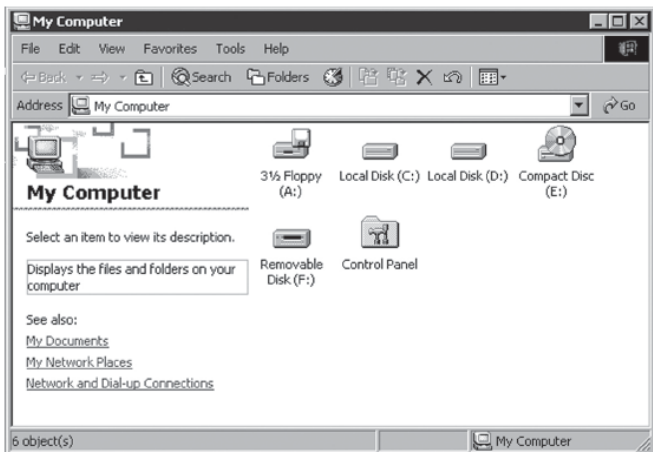 My Computer
File Edit View Favorites Tools Help
Back Search Folders
Address My Computer Go
My Computer
Select an item to view its description.
Displays the files and folders on your
computer
See also:
My Documents
My Network Places
Network and Dial-up Connections
3½ Floppy
(A:)
Local Disk (C:)
Local Disk (D:)
Compact Disc
(E:)
Removable
Disk (F:)
Control Panel
6 object(s) My Computer